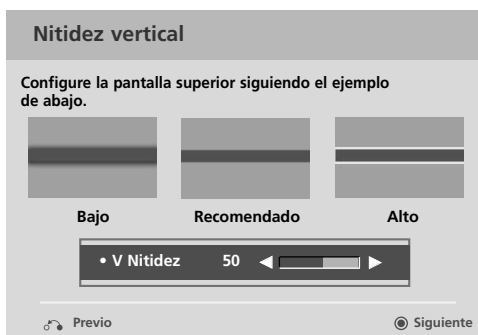 Nitidez vertical
Configure la pantalla superior siguiendo el ejemplo
de abajo.
Bajo Recomendado Alto
• V Nitidez 50
Previo Siguiente